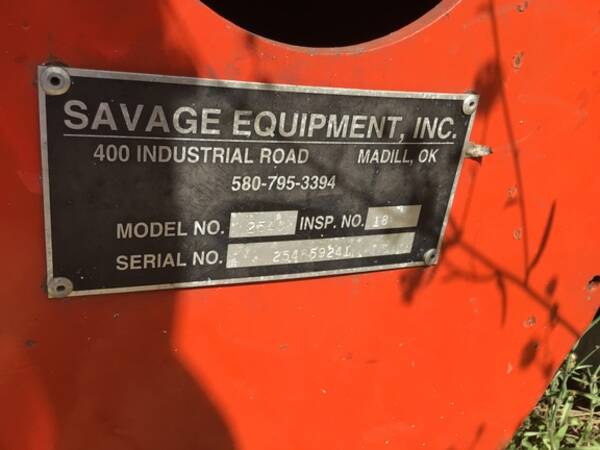 SAVAGE EQUIPMENT, INC.
400 INDUSTRIAL ROAD MADILL, OK
580-795-3394
MODEL NO. INSP. NO. 18
SERIAL NO.